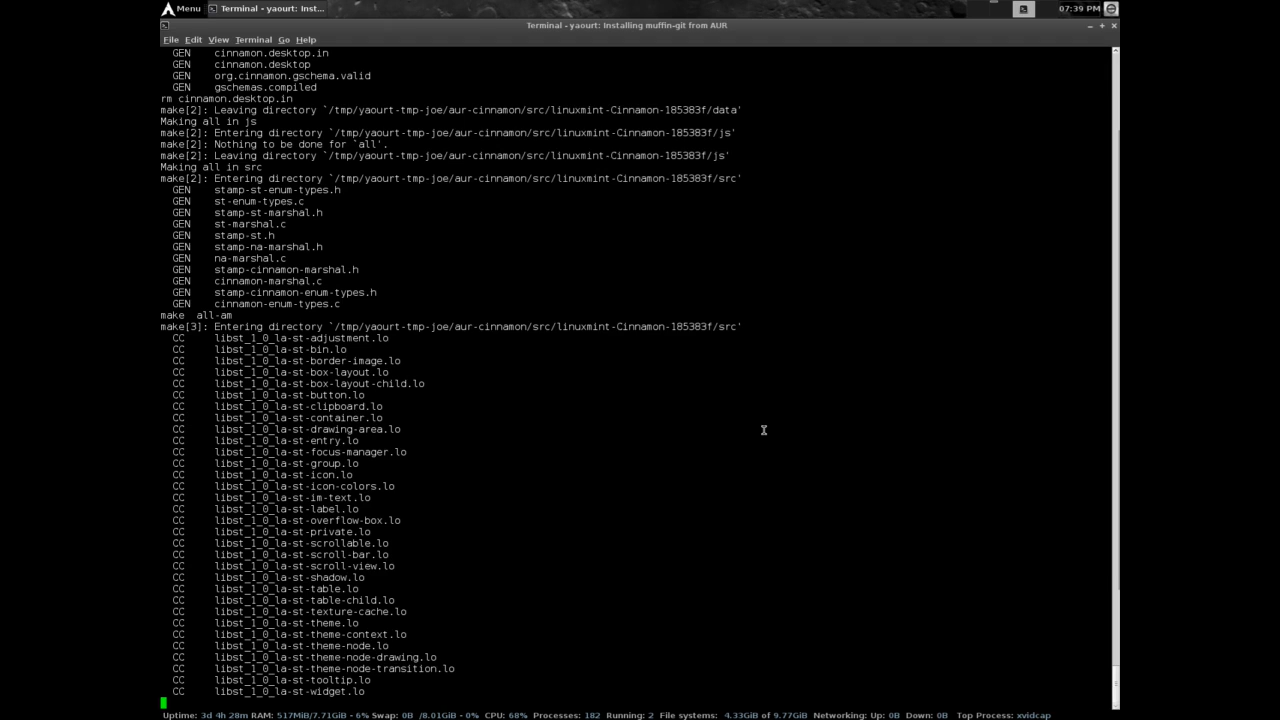 Menu Terminal - yaourt: Inst... 07:39 PM
Terminal - yaourt: Installing muffin-git from AUR
File Edit View Terminal Go Help
GEN cinnamon.desktop.in
GEN cinnamon.desktop
GEN org.cinnamon.gschema.valid
GEN gschemas.compiled
rm cinnamon.desktop.in
make[2]: Leaving directory `/tmp/yaourt-tmp-joe/aur-cinnamon/src/linuxmint-Cinnamon-185383f/data'
Making all in js
make[2]: Entering directory `/tmp/yaourt-tmp-joe/aur-cinnamon/src/linuxmint-Cinnamon-185383f/js'
make[2]: Nothing to be done for `all'.
make[2]: Leaving directory `/tmp/yaourt-tmp-joe/aur-cinnamon/src/linuxmint-Cinnamon-185383f/js'
Making all in src
make[2]: Entering directory `/tmp/yaourt-tmp-joe/aur-cinnamon/src/linuxmint-Cinnamon-185383f/src'
GEN stamp-st-enum-types.h
GEN st-enum-types.c
GEN stamp-st-marshal.h
GEN st-marshal.c
GEN stamp-st.h
GEN stamp-na-marshal.h
GEN na-marshal.c
GEN stamp-cinnamon-marshal.h
GEN cinnamon-marshal.c
GEN stamp-cinnamon-enum-types.h
GEN cinnamon-enum-types.c
make all-am
make[3]: Entering directory `/tmp/yaourt-tmp-joe/aur-cinnamon/src/linuxmint-Cinnamon-185383f/src'
CC libst_1_0_la-st-adjustment.lo
CC libst_1_0_la-st-bin.lo
CC libst_1_0_la-st-border-image.lo
CC libst_1_0_la-st-box-layout.lo
CC libst_1_0_la-st-box-layout-child.lo
CC libst_1_0_la-st-button.lo
CC libst_1_0_la-st-clipboard.lo
CC libst_1_0_la-st-container.lo
CC libst_1_0_la-st-drawing-area.lo
CC libst_1_0_la-st-entry.lo
CC libst_1_0_la-st-focus-manager.lo
CC libst_1_0_la-st-group.lo
CC libst_1_0_la-st-icon.lo
CC libst_1_0_la-st-icon-colors.lo
CC libst_1_0_la-st-im-text.lo
CC libst_1_0_la-st-label.lo
CC libst_1_0_la-st-overflow-box.lo
CC libst_1_0_la-st-private.lo
CC libst_1_0_la-st-scrollable.lo
CC libst_1_0_la-st-scroll-bar.lo
CC libst_1_0_la-st-scroll-view.lo
CC libst_1_0_la-st-shadow.lo
CC libst_1_0_la-st-table.lo
CC libst_1_0_la-st-table-child.lo
CC libst_1_0_la-st-texture-cache.lo
CC libst_1_0_la-st-theme.lo
CC libst_1_0_la-st-theme-context.lo
CC libst_1_0_la-st-theme-node.lo
CC libst_1_0_la-st-theme-node-drawing.lo
CC libst_1_0_la-st-theme-node-transition.lo
CC libst_1_0_la-st-tooltip.lo
CC libst_1_0_la-st-widget.lo
Uptime: 3d 4h 28m RAM: 517MiB/7.71GiB - 6% Swap: 0B /8.01GiB - 0% CPU: 68% Processes: 182 Running: 2 File systems: 4.33GiB of 9.77GiB Networking: Up: 0B Down: 0B Top Process: xvidcap